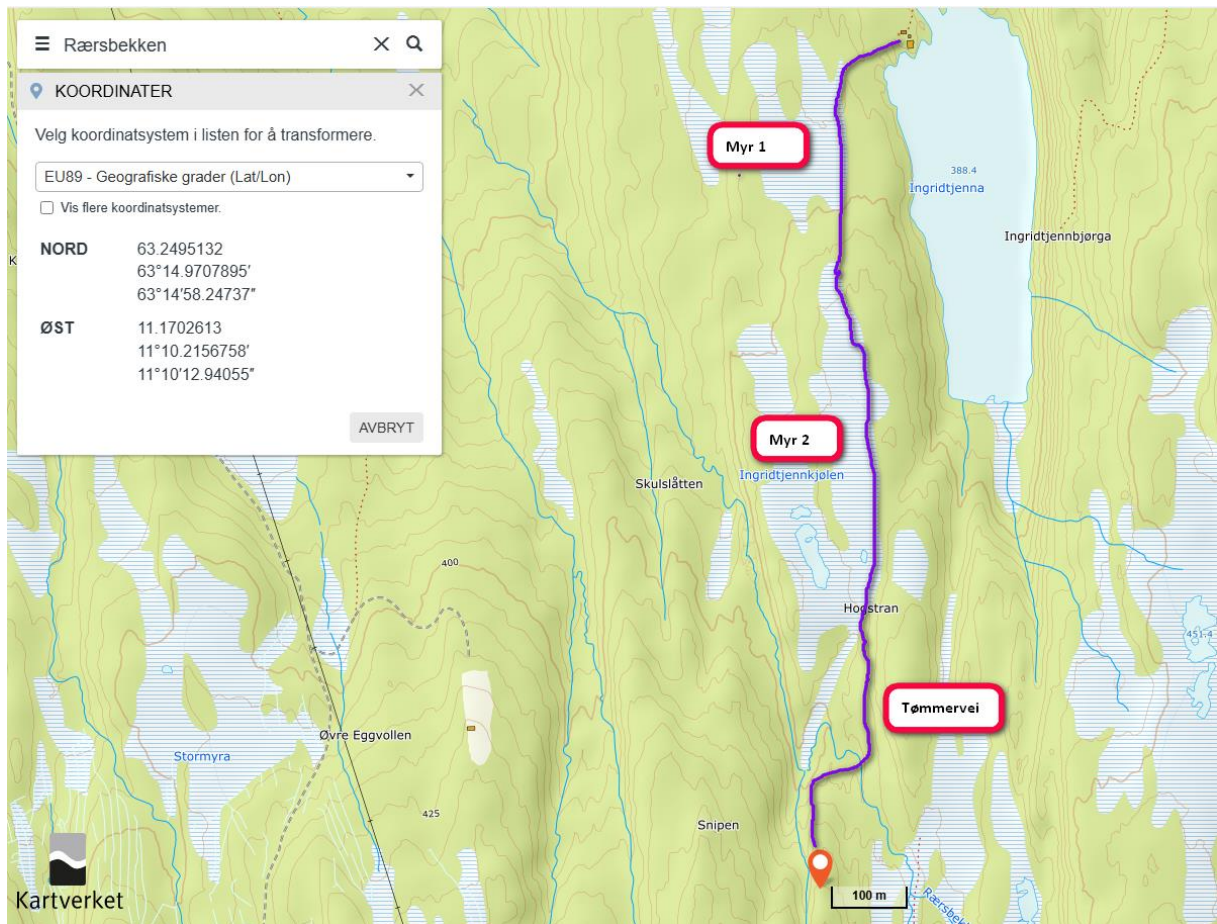 Rærsbekken
KOORDINATER
Velg koordinatsystem i listen for å transformere.
EU89 - Geografiske grader (Lat/Lon)
Vis flere koordinatsystemer.
NORD
63.2495132
63°14.9707895′
63°14′58.24737″
ØST
11.1702613
11°10.2156758′
11°10′12.94055″
AVBRYT
Myr 1
388.4
Ingridtjenna
Ingridtjennbjørga
Myr 2
Ingridtjennkjølen
Skulslåtten
400
Hogstran
451.4
Tømmervei
Øvre Eggvollen
Stormyra
425
Snipen
100 m
Kartverket